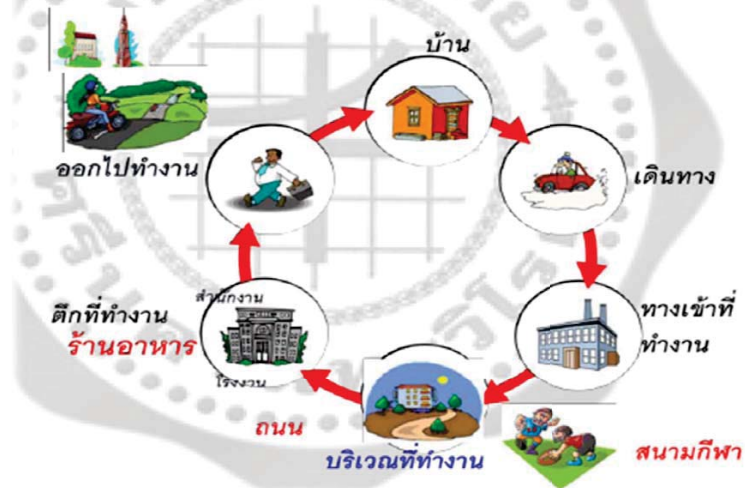 บ้าน
ออกไปทำงาน
เดินทาง
สำนักงาน
ตึกที่ทำงาน
ร้านอาหาร
โรงงาน
ทางเข้าที่
ทำงาน
ถนน
บริเวณที่ทำงาน
สนามกีฬา